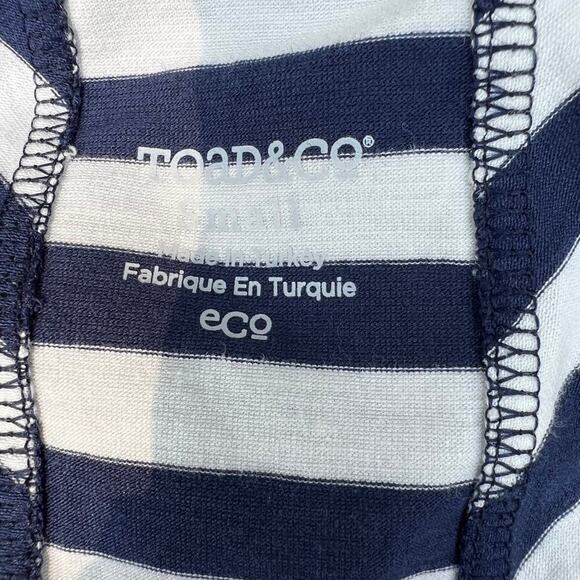 TOaD&CO®
small
Made in Turkey
Fabrique En Turquie
eco